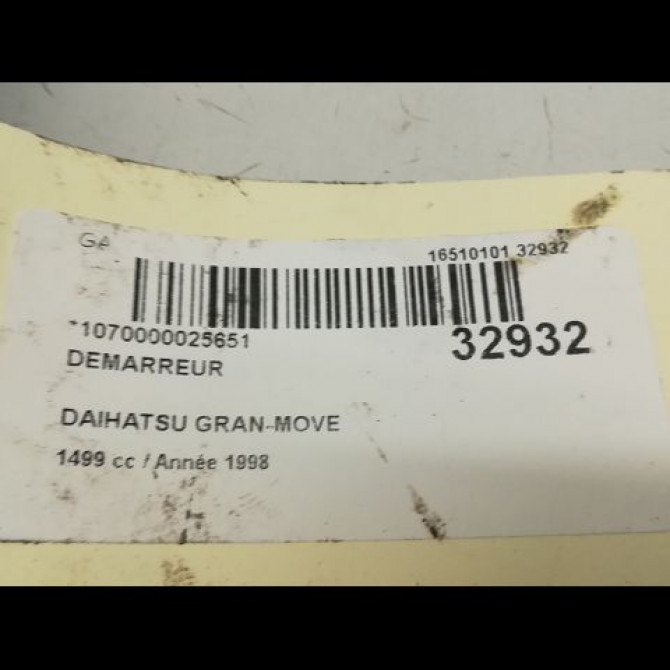 GA
16510101 32932
*1070000025651
32932
DEMARREUR
DAIHATSU GRAN-MOVE
1499 cc / Année 1998